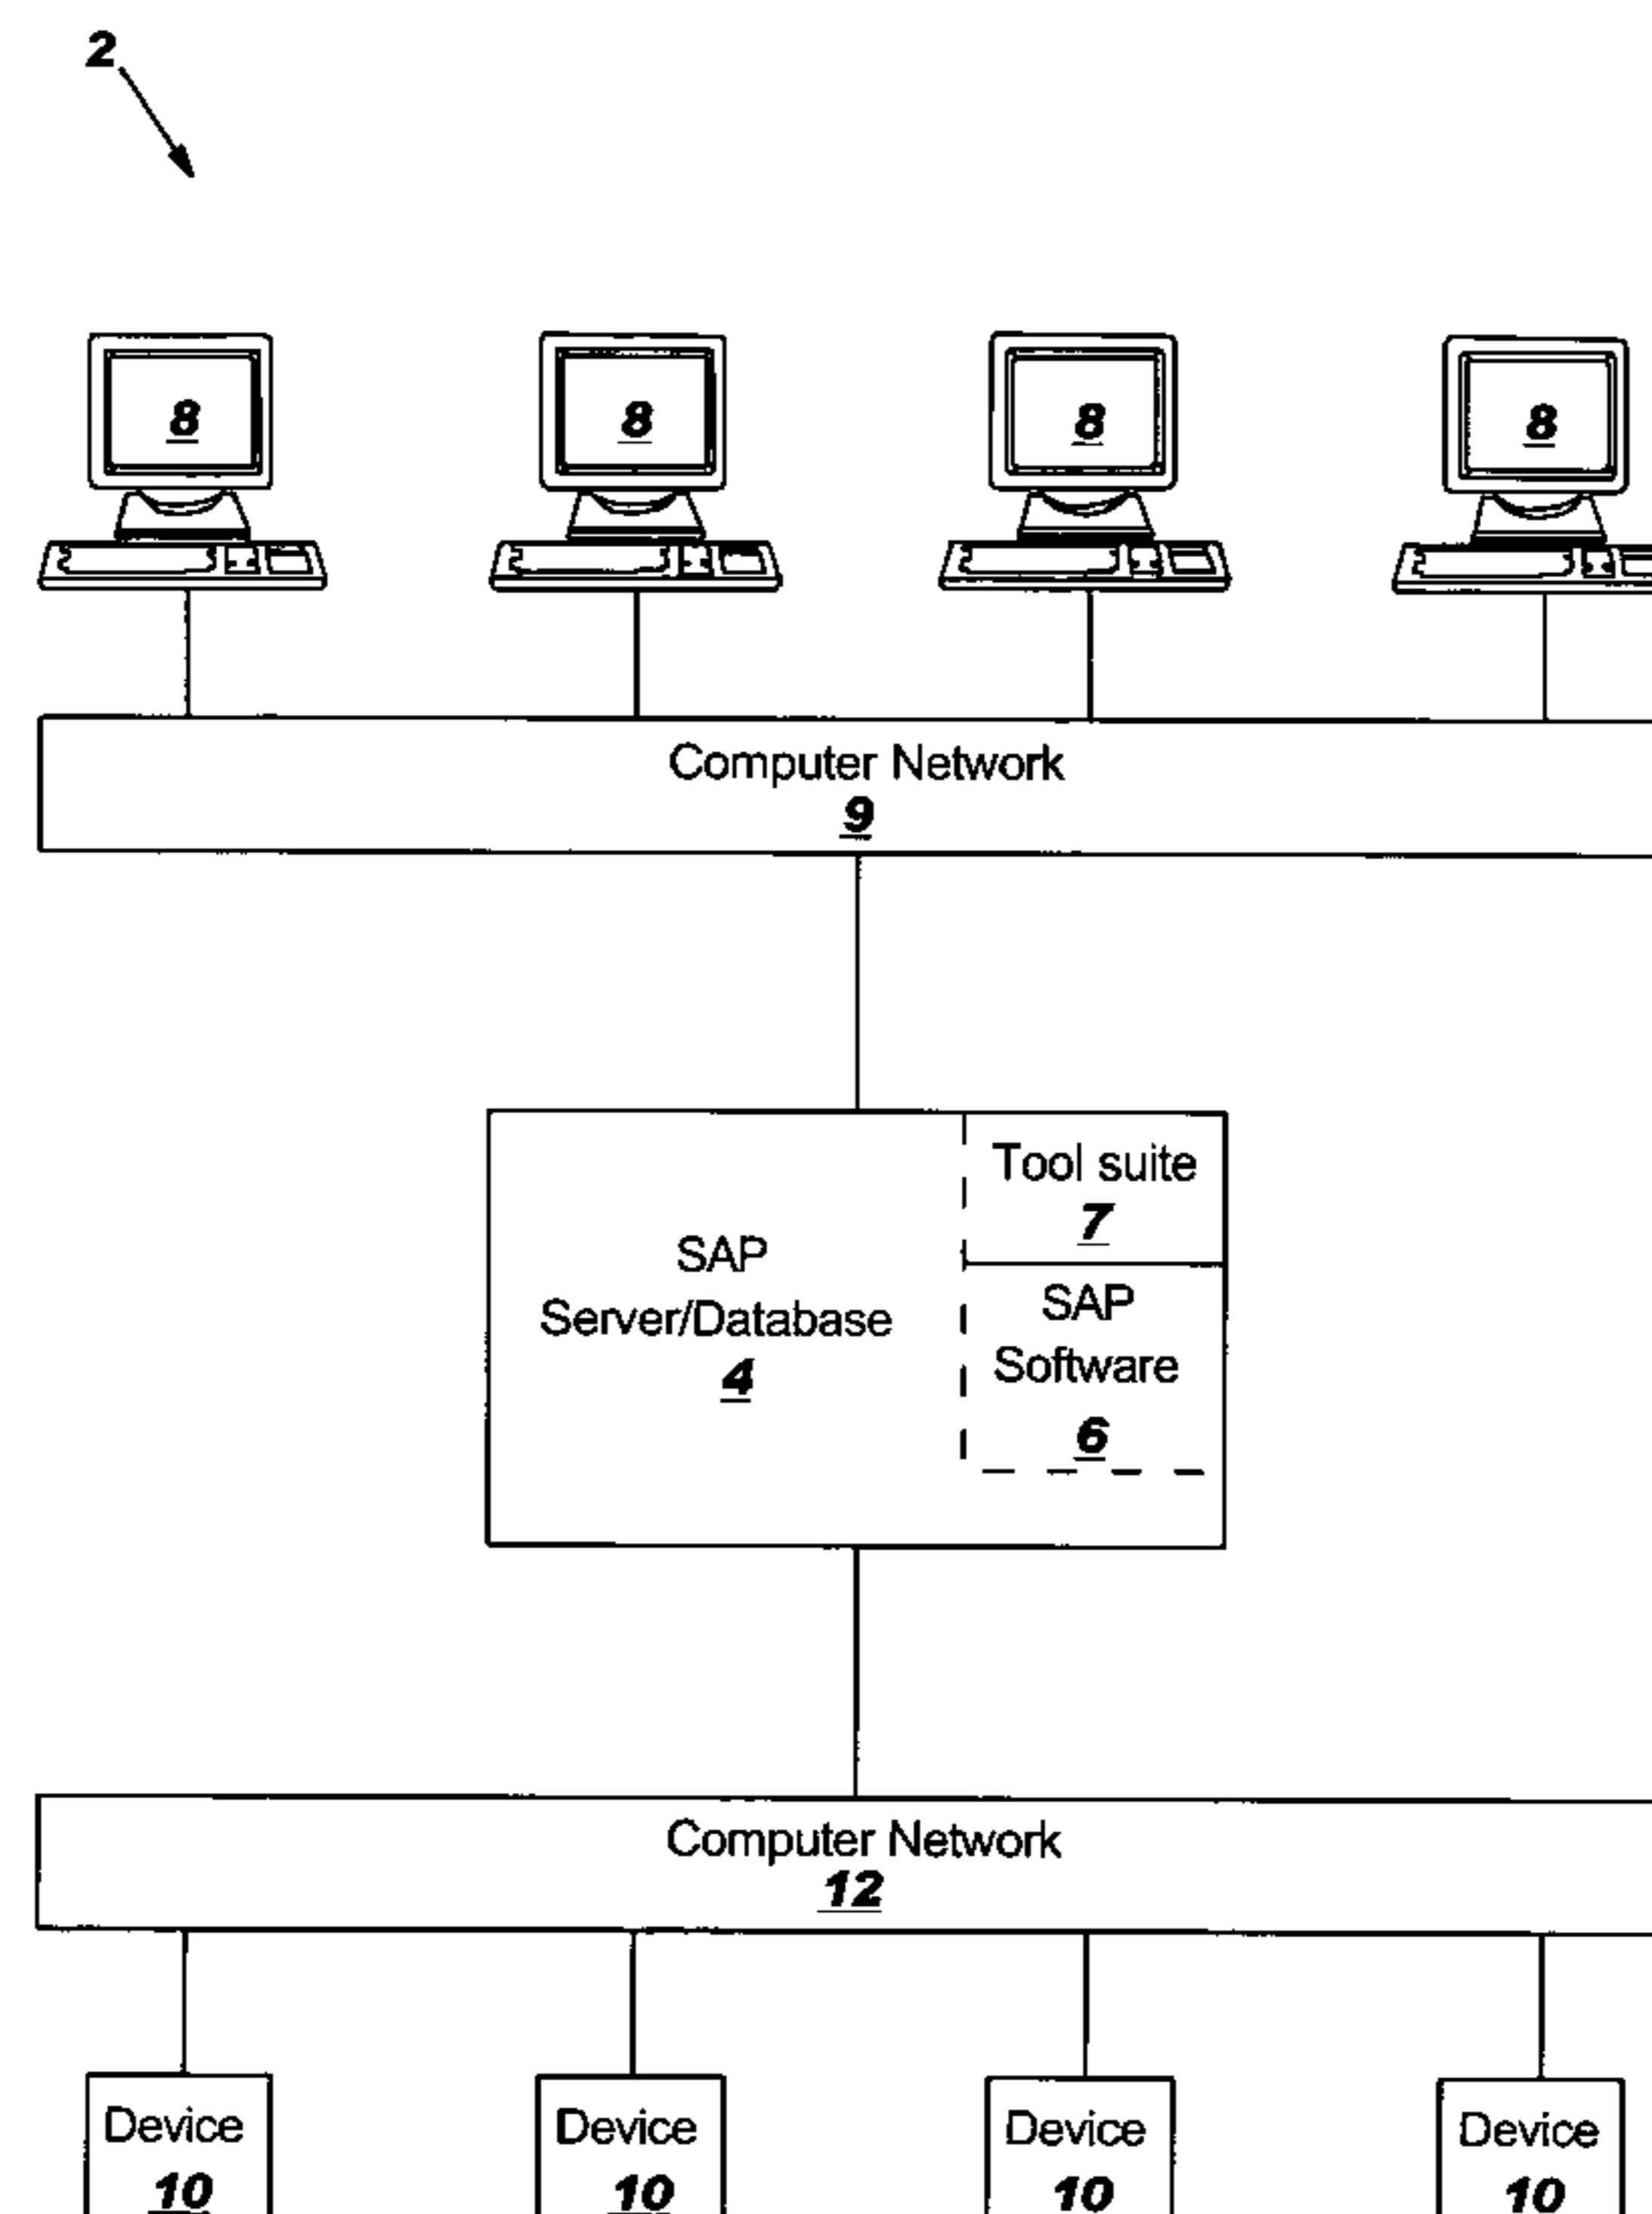 2
8 8 8 8
Computer Network
9
Tool suite
7
SAP
Server/Database
4
SAP
Software
6
Computer Network
12
Device Device Device Device
10 10 10 10